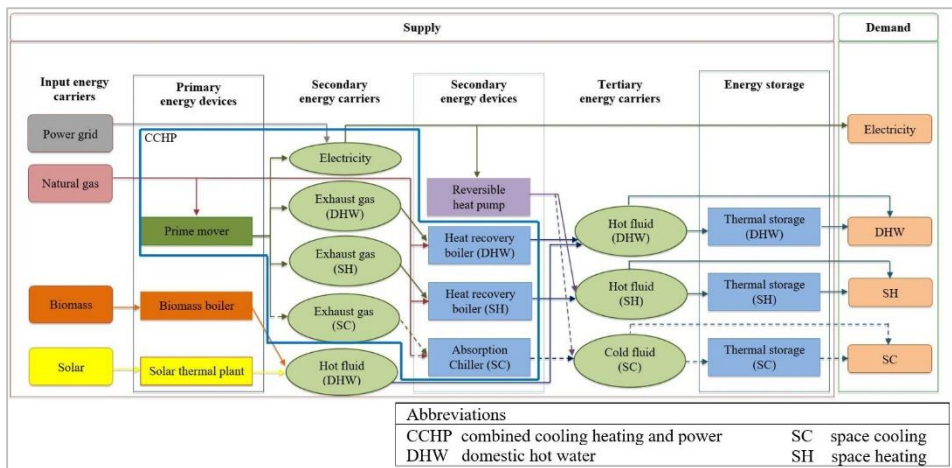 Supply
Demand
Input energy
carriers
Primary
energy devices
Secondary
energy carriers
Secondary
energy devices
Tertiary
energy carriers
Energy storage
Power grid
CCHP
Electricity
Electricity
Natural gas
Exhaust gas
(DHW)
Reversible
heat pump
Prime mover
Hot fluid
(DHW)
Thermal storage
(DHW)
DHW
Heat recovery
boiler (DHW)
Exhaust gas
(SH)
Biomass
Biomass boiler
Heat recovery
boiler (SH)
Hot fluid
(SH)
Thermal storage
(SH)
SH
Exhaust gas
(SC)
Absorption
Chiller (SC)
Cold fluid
(SC)
Thermal storage
(SC)
SC
Solar
Solar thermal plant
Hot fluid
(DHW)
Abbreviations
CCHP combined cooling heating and power SC space cooling
DHW domestic hot water SH space heating